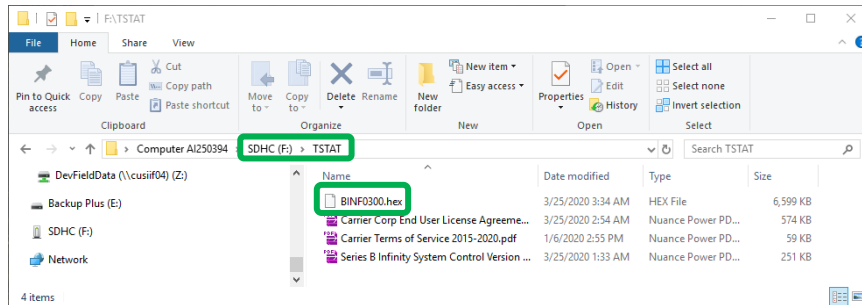 F:\TSTAT
File Home Share View
Pin to Quick access
Copy
Paste
Cut
Copy path
Paste shortcut
Clipboard
Move to
Copy to
Delete
Rename
Organize
New folder
New item
Easy access
New
Properties
Open
Edit
History
Open
Select all
Select none
Invert selection
Select
Computer AI250394 > SDHC (F:) > TSTAT
Search TSTAT
DevFieldData (\\cusiif04) (Z:)
Backup Plus (E:)
SDHC (F:)
Network
Name Date modified Type Size
BINF0300.hex 3/25/2020 3:34 AM HEX File 6,599 KB
Carrier Corp End User License Agreeme... 3/25/2020 2:54 AM Nuance Power PD... 574 KB
Carrier Terms of Service 2015-2020.pdf 1/6/2020 2:55 PM Nuance Power PD... 59 KB
Series B Infinity System Control Version ... 3/25/2020 1:33 AM Nuance Power PD... 251 KB
4 items